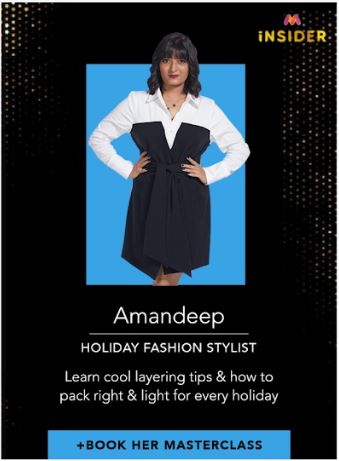 iNSIDER
Amandeep
HOLIDAY FASHION STYLIST
Learn cool layering tips & how to
pack right & light for every holiday
+BOOK HER MASTERCLASS